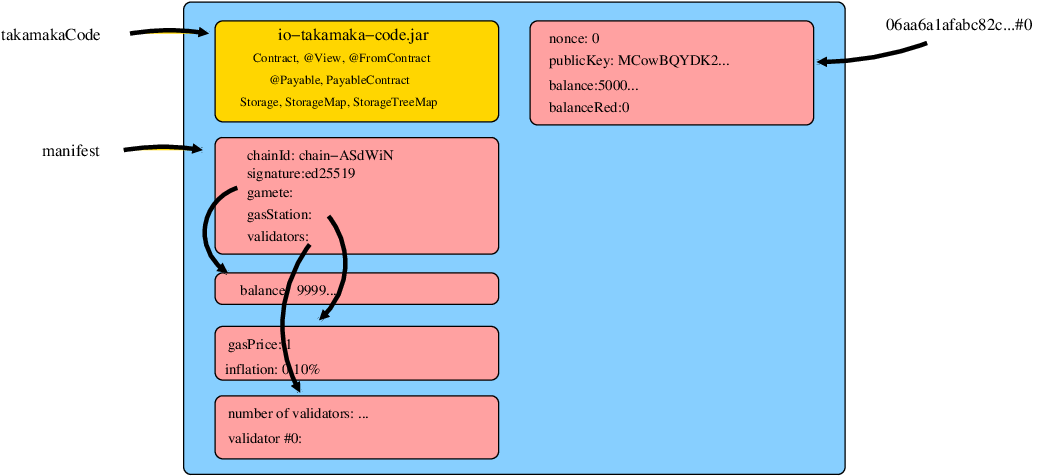 takamakaCode
io-takamaka-code.jar
Contract, @View, @FromContract
@Payable, PayableContract
Storage, StorageMap, StorageTreeMap
nonce: 0
publicKey: MCowBQYDK2...
balance:5000...
balanceRed:0
06aa6a1afabc82c...#0
manifest
chainId: chain-ASdWiN
signature:ed25519
gamete:
gasStation:
validators:
balance: 9999...
gasPrice: 1
inflation: 0.10%
number of validators: ...
validator #0: